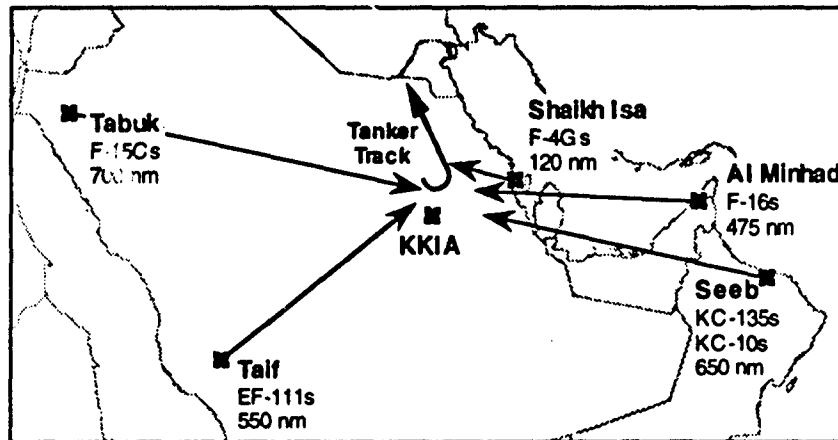 Tabuk
F-15Cs
nm
Tanker
Track
Shaikh Isa
F-4Gs
120 nm
Al Minhad
F-16s
475 nm
KKIA
Seeb
KC-135s
KC-10s
650 nm
Taif
EF-111s
550 nm